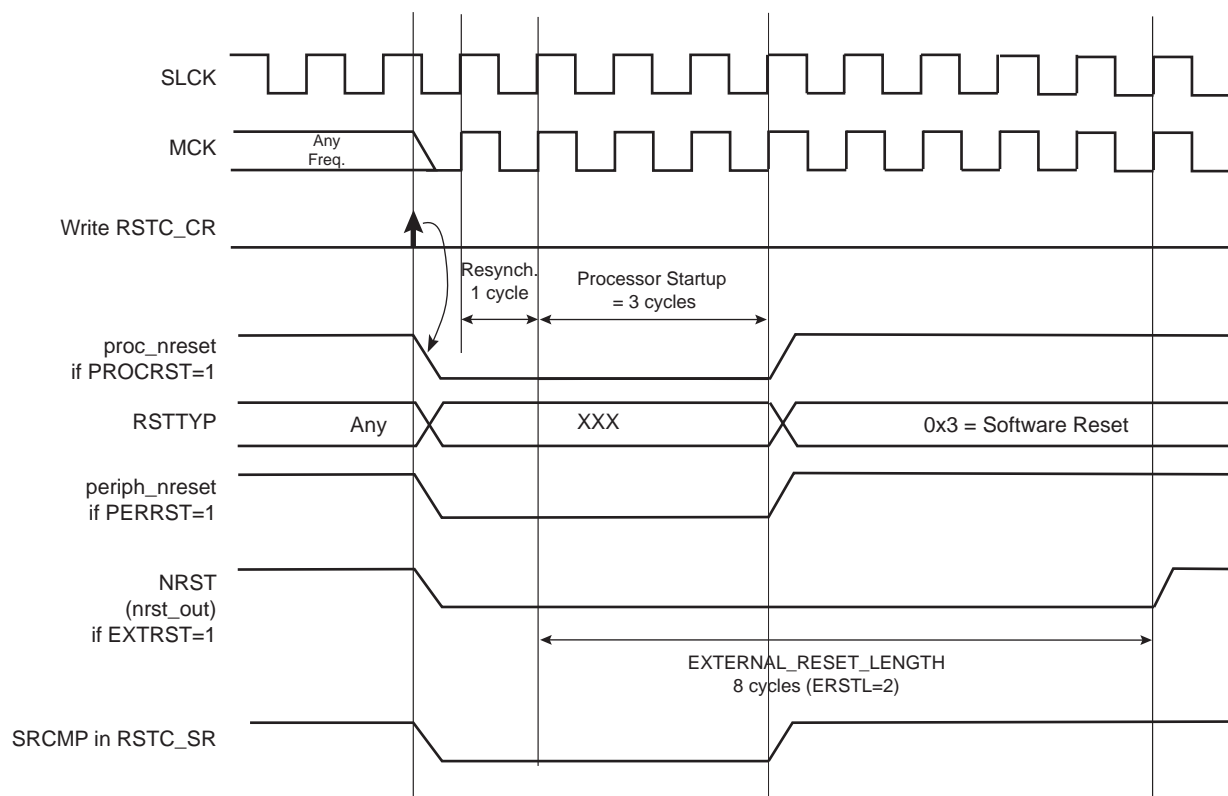 SLCK
MCK
Any
Freq.
Write RSTC_CR
Resynch.
1 cycle
Processor Startup
= 3 cycles
proc_nreset
if PROCRST=1
RSTTYP
Any
XXX
0x3 = Software Reset
periph_nreset
if PERRST=1
NRST
(nrst_out)
if EXTRST=1
EXTERNAL_RESET_LENGTH
8 cycles (ERSTL=2)
SRCMP in RSTC_SR